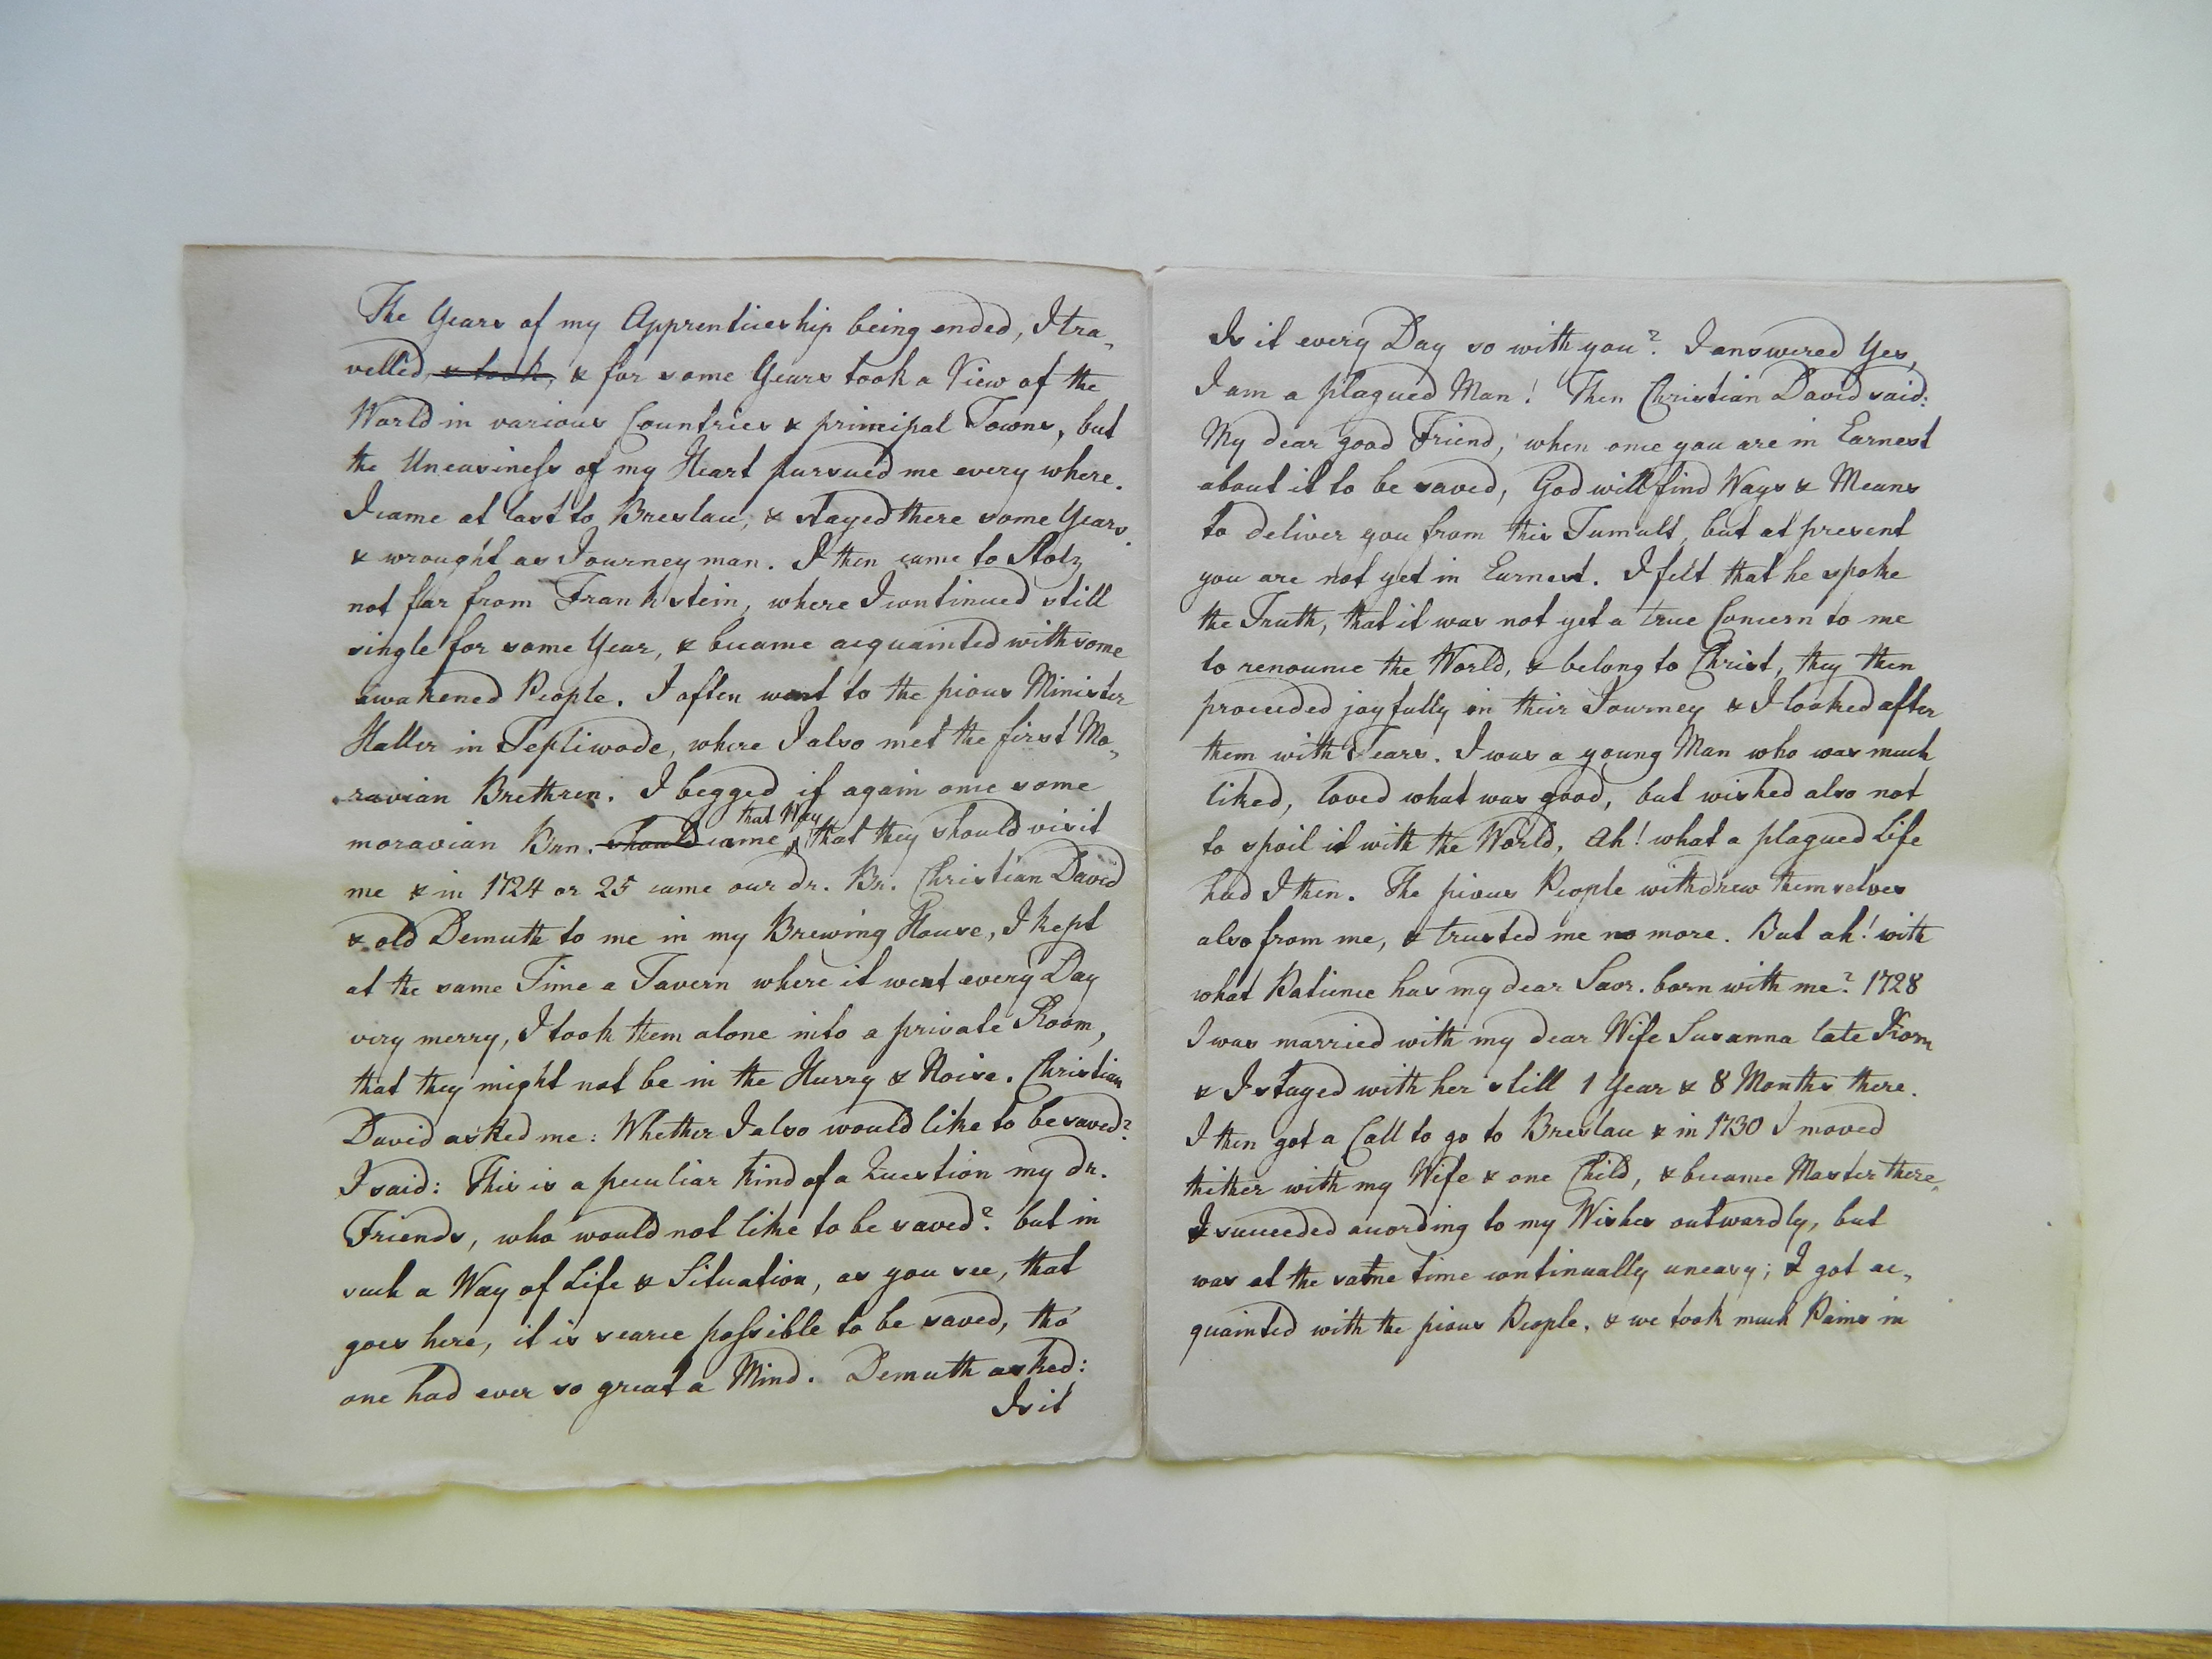 The Years of my Apprenticeship being ended, I tra„
velled, & took, & for some Years took a View of the
World in various Countries & principal Towns, but
the Uneasiness of my Heart pursued me every where.
I came at last to Breslau, & stayed there some Years
& wrought as Journeyman. I then came to Stolz
not far from Frankstein, where I continued still
single for some Year, & became acquainted with some
awakened People. I often went to the pious Minister
Haller in Tepliwode, where I also met the first Mo„
ravian Brethren. I begged if again once some
that Way
moravian Brn. should come, that they should visit
me & in 1724 or 25 came our dr. Br. Christian David
& old Demuth to me in my Brewing House, I kept
at the same Time a Tavern where it went every Day
very merry, I took them alone into a private Room,
that they might not be in the Hurry & Noise. Christian
David asked me: Whether I also would like to be saved?
I said: This is a peculiar kind of a Question my dr.
Friends, who would not like to be saved? but in
such a Way of Life & Situation, as you see, that
goes here, it is scarce possible to be saved, tho'
one had ever so great a Mind. Demuth asked:
Is it
Is it every Day so with you? I answered Yes,
I am a plagued Man! Then Christian David said:
My dear good Friend, when once you are in Earnest
about it to be saved, God will find Ways & Means
to deliver you from this Tumult, but at present
you are not yet in Earnest. I felt that he spoke
the Truth, that it was not yet a true Concern to me
to renounce the World, & belong to Christ, they then
proceeded joyfully on their Journey & I looked after
them with Tears. I was a young Man who was much
liked, loved what was good, but wished also not
to spoil it with the World, Ah! what a plagued Life
had I then. The pious People withdrew themselves
also from me, & trusted me no more. But ah! with
what Patience has my dear Savr. born with me? 1728
I was married with my dear Wife Susanna late Korn
& I stayed with her still 1 Year & 8 Months there.
I then got a Call to go to Breslau & in 1730 I moved
thither with my Wife & one Child, & became Master there,
I succeeded according to my Wishes outwardly, but
was at the same time continually uneasy; I got ac„
quainted with the pious People, & we took much Pains in